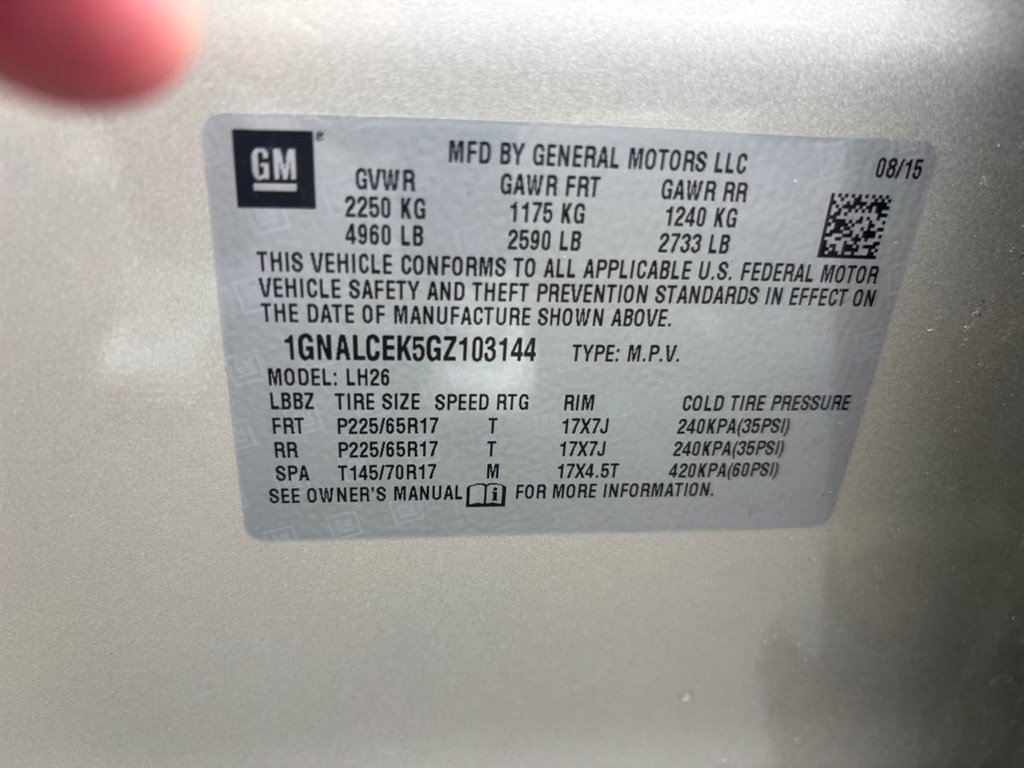 GM®
MFD BY GENERAL MOTORS LLC 08/15
GVWR GAWR FRT GAWR RR
2250 KG 1175 KG 1240 KG
4960 LB 2590 LB 2733 LB
THIS VEHICLE CONFORMS TO ALL APPLICABLE U.S. FEDERAL MOTOR
VEHICLE SAFETY AND THEFT PREVENTION STANDARDS IN EFFECT ON
THE DATE OF MANUFACTURE SHOWN ABOVE.
1GNALCEK5GZ103144 TYPE: M.P.V.
MODEL: LH26
LBBZ TIRE SIZE SPEED RTG RIM COLD TIRE PRESSURE
FRT P225/65R17 T 17X7J 240KPA(35PSI)
RR P225/65R17 T 17X7J 240KPA(35PSI)
SPA T145/70R17 M 17X4.5T 420KPA(60PSI)
SEE OWNER'S MANUAL i FOR MORE INFORMATION.